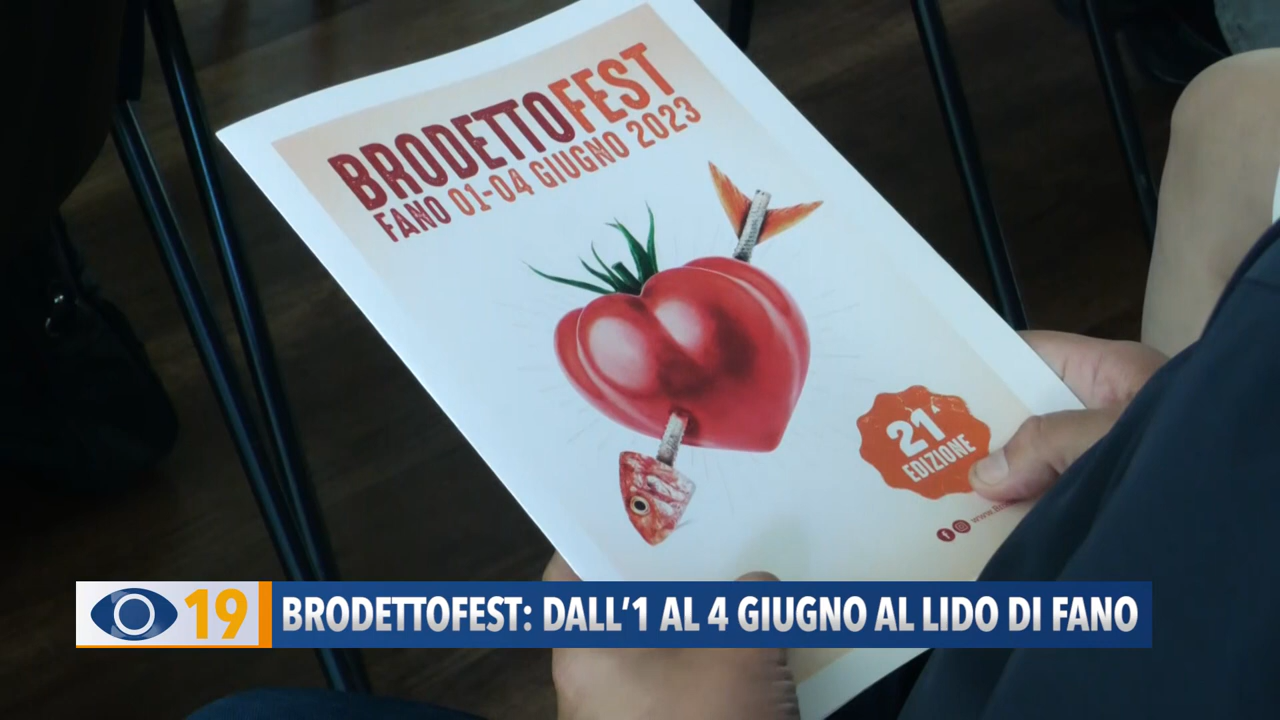 BRODETTOFEST
FANO 01-04 GIUGNO 2023
21ª
EDIZIONE
19
BRODETTOFEST: DALL'1 AL 4 GIUGNO AL LIDO DI FANO